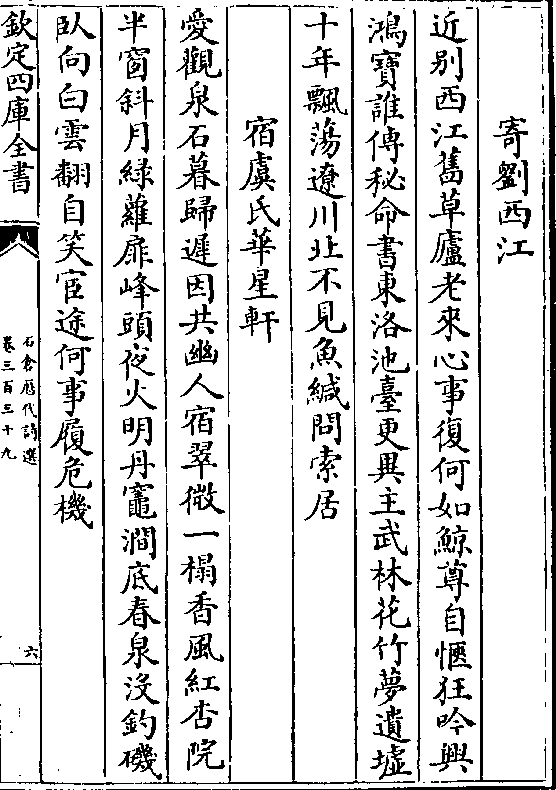 寄劉西江
近别西江舊草廬老來心事復何如鯨尊自愜狂吟興
鴻寶誰傳秘命書東洛池臺更異主武林花竹夢遺墟
十年飄蕩遼川北不見魚緘問索居
宿虞氏華星軒
愛觀泉石暮歸遲因共幽人宿翠微一榻香風紅杏院
半窗斜月綠蘿扉峰頭夜火明丹竈澗底春泉沒釣磯
臥向白雲翻自笑宦途何事履危機
欽定四庫全書
石倉歷代詩選
卷三百三十九
六